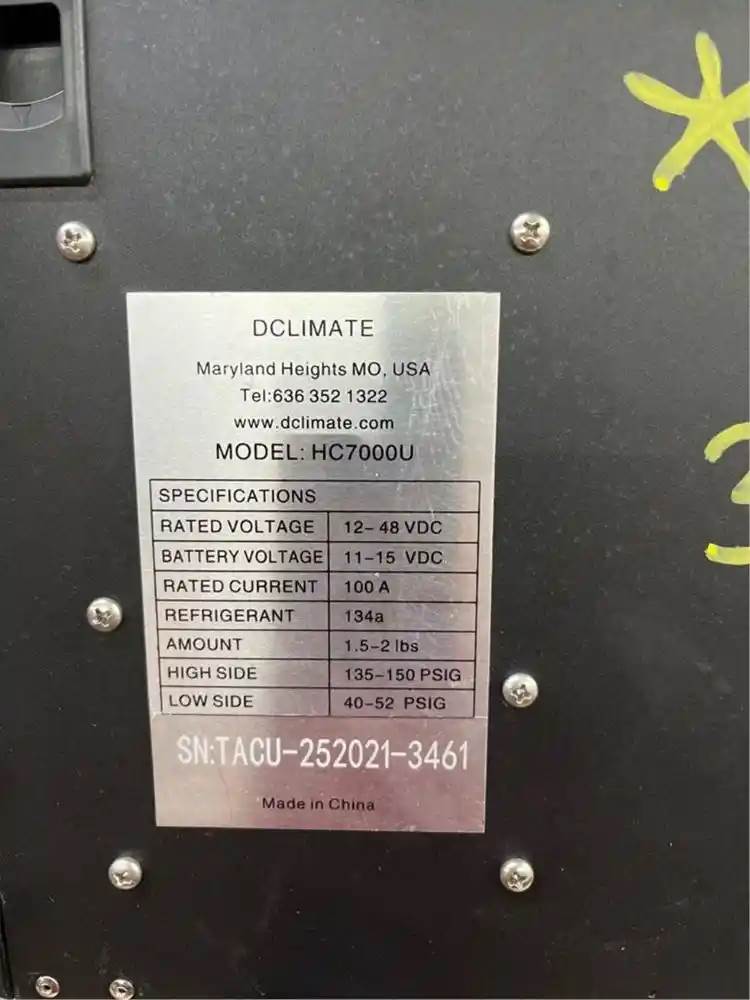 DCLIMATE
Maryland Heights MO, USA
Tel:636 352 1322
www.dclimate.com
MODEL: HC7000U
SPECIFICATIONS
RATED VOLTAGE 12-48 VDC
BATTERY VOLTAGE 11-15 VDC
RATED CURRENT 100 A
REFRIGERANT 134a
AMOUNT 1.5-2 lbs
HIGH SIDE 135-150 PSIG
LOW SIDE 40-52 PSIG
SN:TACU-252021-3461
Made in China